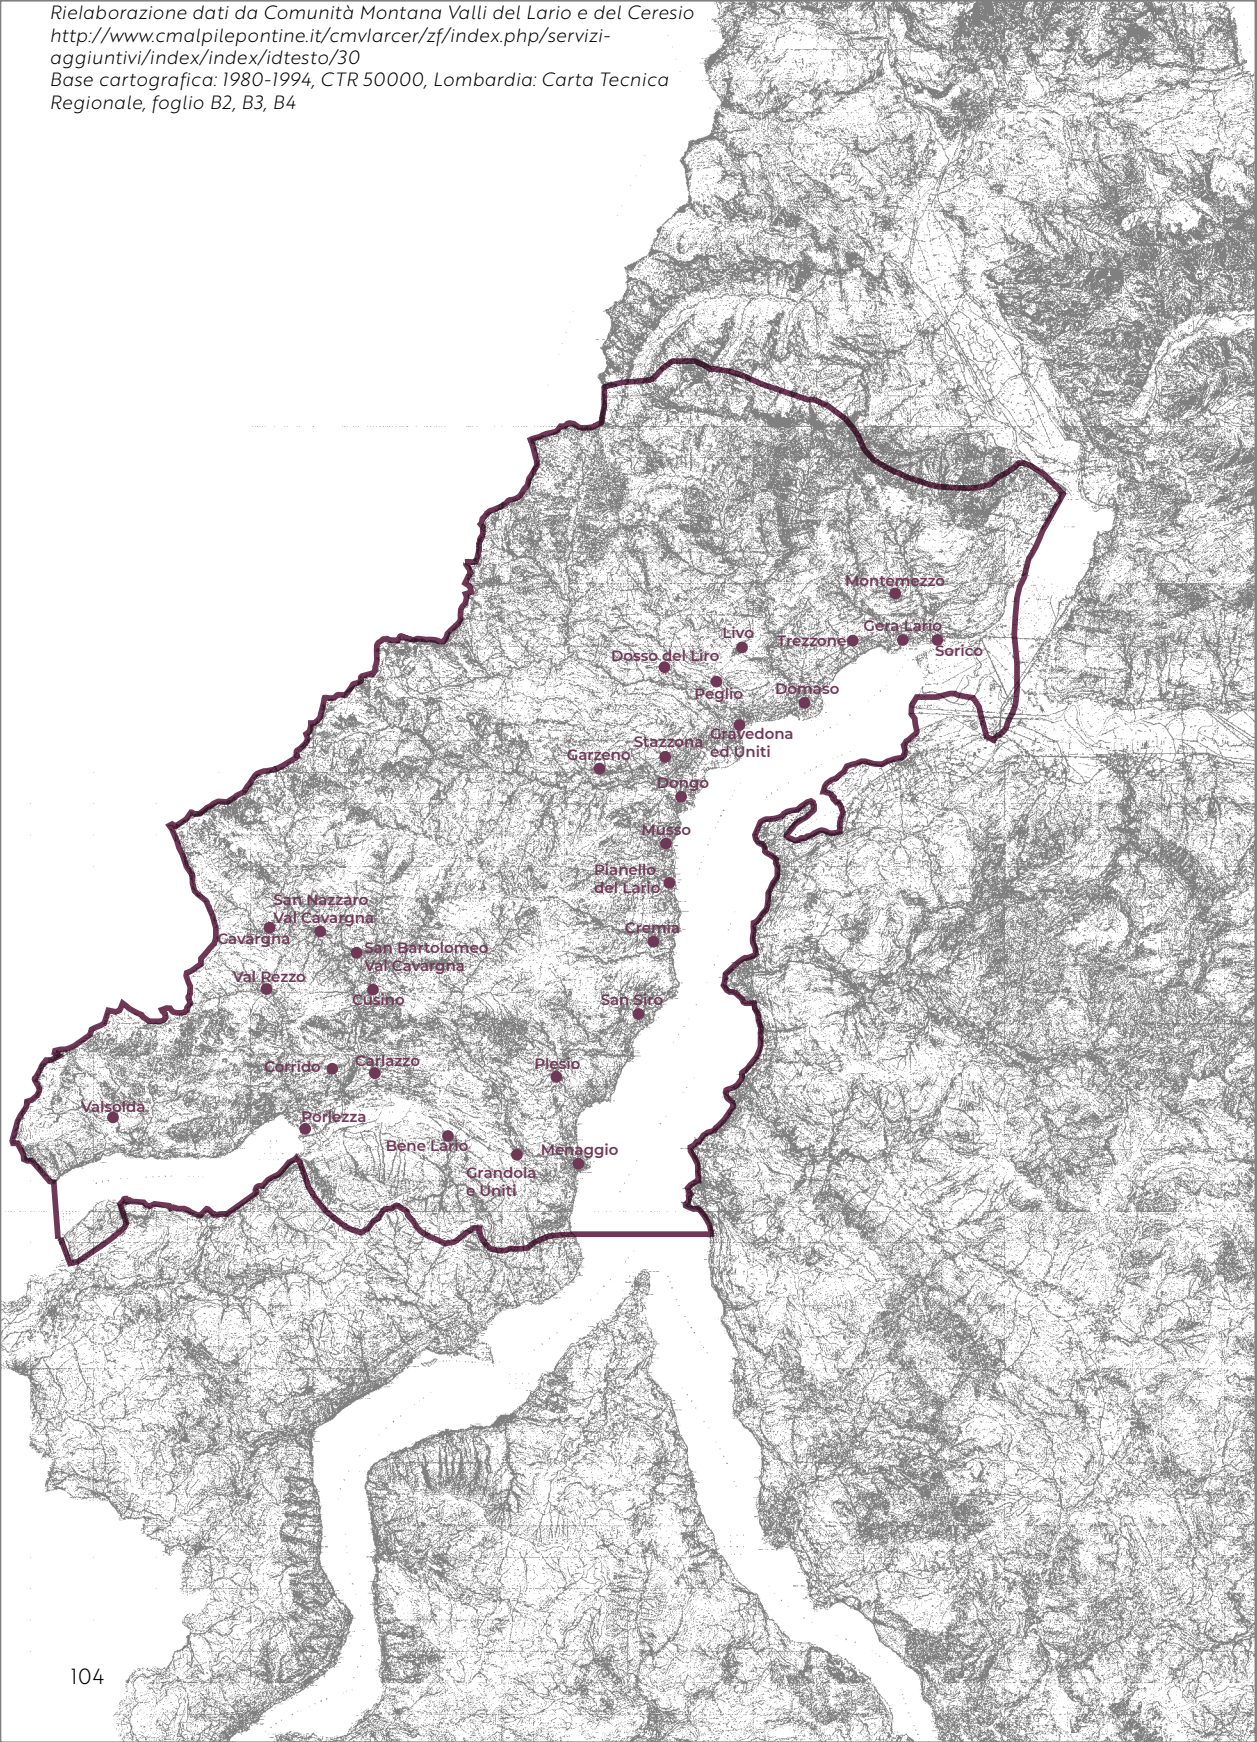 Rielaborazione dati da Comunità Montana Valli del Lario e del Ceresio
http://www.cmalpilepontine.it/cmvlarcer/zf/index.php/servizi-
aggiuntivi/index/index/idtesto/30
Base cartografica: 1980-1994, CTR 50000, Lombardia: Carta Tecnica
Regionale, foglio B2, B3, B4
Montemezzo
Gera Lario
Trezzone
Sorico
Livo
Dosso del Liro
Peglio
Domaso
Gravedona
ed Uniti
Stazzona
Garzeno
Dongo
Musso
Pianello
del Lario
San Nazzaro
Val Cavargna
Cavargna
Cremia
San Bartolomeo
Val Cavargna
Val Rezzo
Cusino
San Siro
Corrido
Carlazzo
Plesio
Valsolda
Porlezza
Bene Lario
Menaggio
Grandola
e Uniti
104